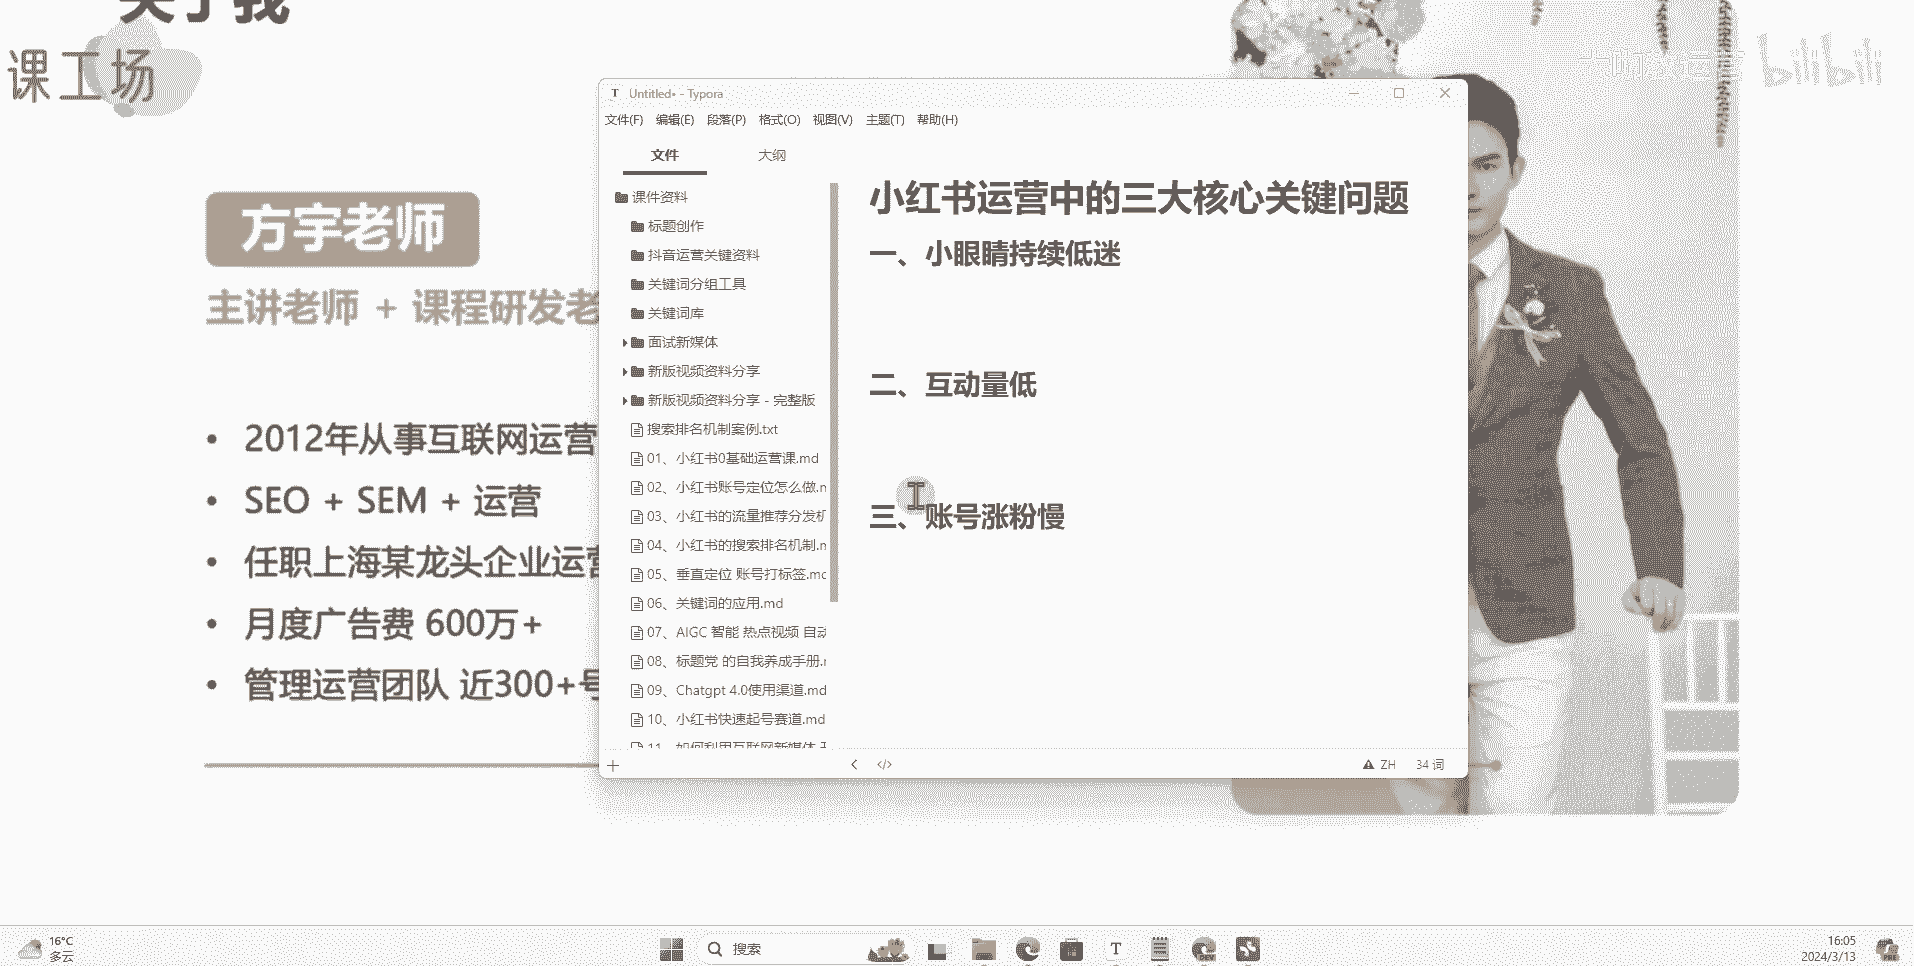 关于我
课工场
bilibili
方宇老师
主讲老师 + 课程研发老
• 2012年从事互联网运营
• SEO + SEM + 运营
• 任职上海某龙头企业运营
• 月度广告费 600万+
• 管理运营团队 近300+号
Untitled• - Typora
文件(F) 编辑(E) 段落(P) 格式(O) 视图(V) 主题(T) 帮助(H)
文件 大纲
课件资料
标题创作
抖音运营关键资料
关键词分组工具
关键词库
面试新媒体
新版视频资料分享
新版视频资料分享 - 完整版
搜索排名机制案例.txt
01、小红书0基础运营课.md
02、小红书账号定位怎么做.n
03、小红书的流量推荐分发机
04、小红书的搜索排名机制.n
05、垂直定位 账号打标签.mc
06、关键词的应用.md
07、AIGC 智能 热点视频 自动
08、标题党 的自我养成手册.r
09、Chatgpt 4.0使用渠道.md
10、小红书快速起号赛道.md
11、如何利用互联网新媒体
小红书运营中的三大核心关键问题
一、小眼睛持续低迷
二、互动量低
三、账号涨粉慢
</> ZH 34 词
16°C
多云
搜索
T
DEV
16:05
2024/3/13
PRE